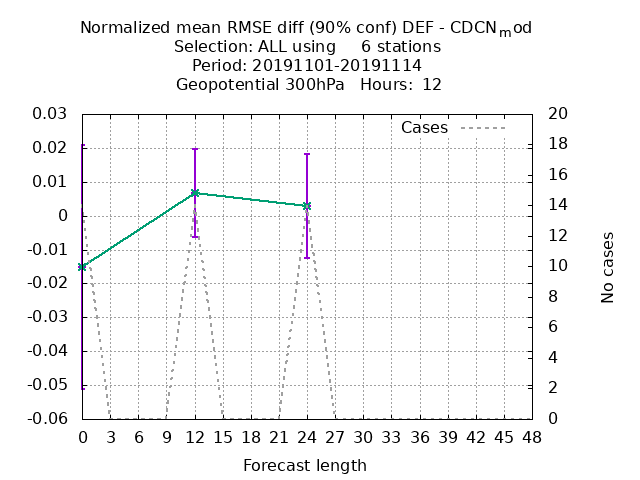 Normalized mean RMSE diff (90% conf) DEF - CDCNmod
Selection: ALL using 6 stations
Period: 20191101-20191114
Geopotential 300hPa Hours: 12
Cases
0.03
0.02
0.01
0
-0.01
-0.02
-0.03
-0.04
-0.05
-0.06
20
18
16
14
12
10
8
6
4
2
0
No cases
0 3 6 9 12 15 18 21 24 27 30 33 36 39 42 45 48
Forecast length